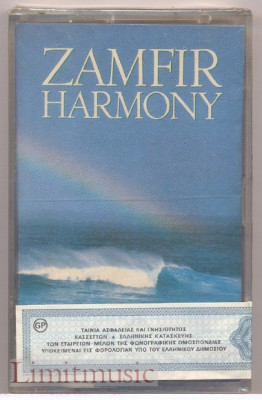 ZAMFIR
HARMONY
GP
ΤΑΙΝΙΑ ΑΣΦΑΛΕΙΑΣ ΚΑΙ ΓΝΗΣΙΟΤΗΤΟΣ
ΚΑΣΣΕΤΩΝ ΕΛΛΗΝΙΚΗΣ ΚΑΤΑΣΚΕΥΗΣ
ΤΩΝ ΕΤΑΙΡΕΙΩΝ ΜΕΛΩΝ ΤΗΣ ΦΩΝΟΓΡΑΦΙΚΗΣ ΟΜΟΣΠΟΝΔΙΑΣ
ΥΠΟΚΕΙΜΕΝΑΙ ΕΙΣ ΦΟΡΟΛΟΓΙΑΝ ΥΠΟ ΤΟΥ ΕΛΛΗΝΙΚΟΥ ΔΗΜΟΣΙΟΥ
Limitmusic